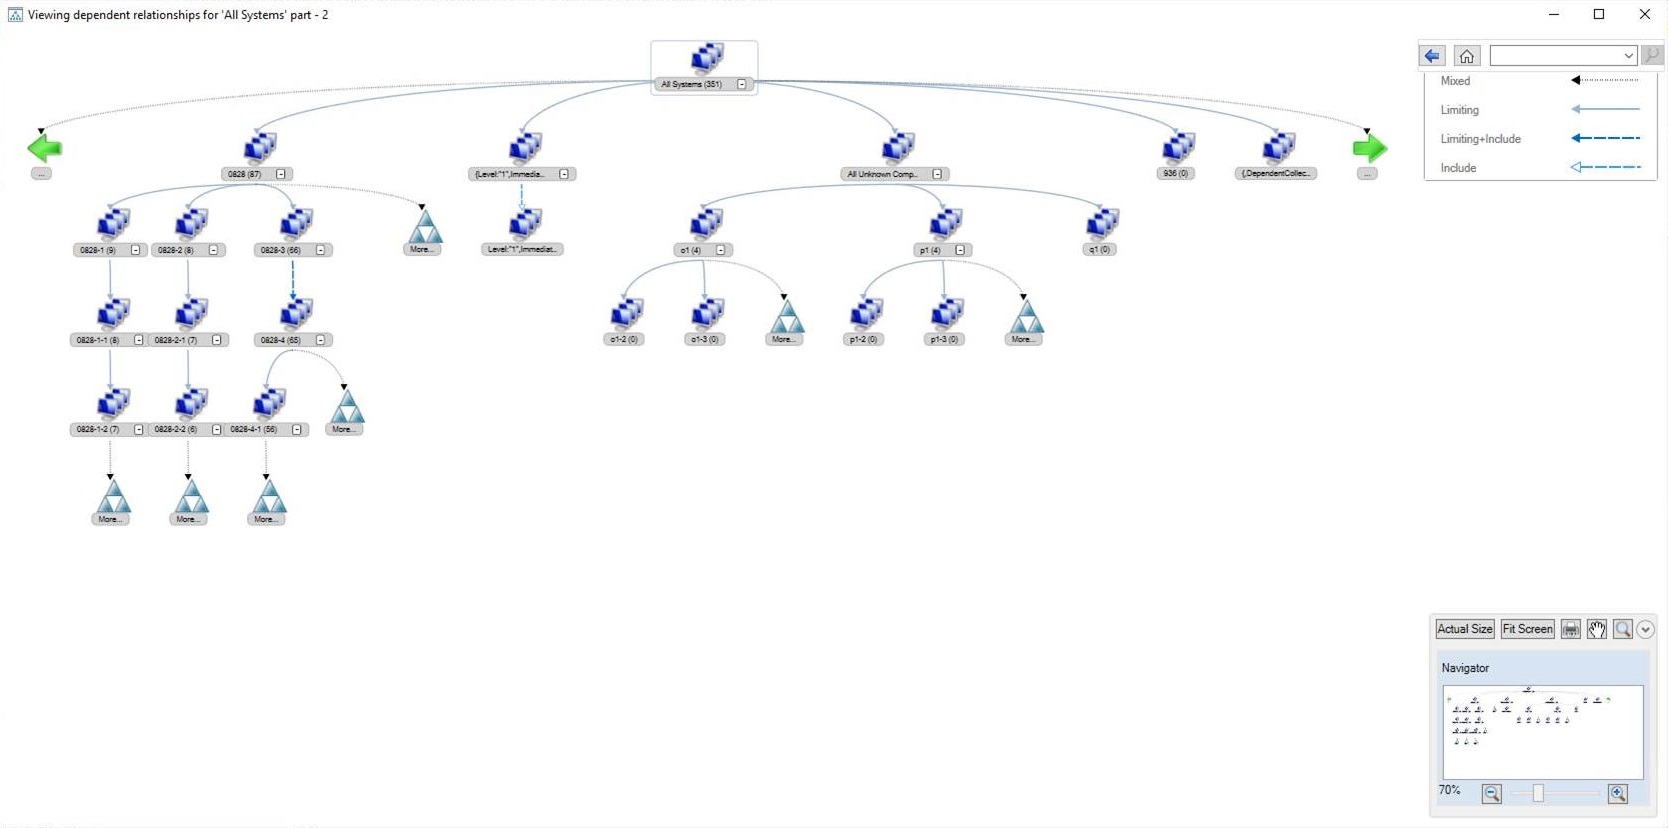 Viewing dependent relationships for 'All Systems' part - 2
All Systems (351)
Mixed
Limiting
Limiting+Include
Include
...
0828 (87)
{Level:"1",Immedia...
All Unknown Comp...
936 (0)
{,DependentCollec...
...
0828-1 (9)
0828-2 (8)
0828-3 (66)
More...
Level:"1",Immediat...
o1 (4)
p1 (4)
q1 (0)
0828-1-1 (8)
0828-2-1 (7)
0828-4 (65)
o1-2 (0)
o1-3 (0)
More...
p1-2 (0)
p1-3 (0)
More...
0828-1-2 (7)
0828-2-2 (6)
0828-4-1 (56)
More...
More...
More...
More...
Actual Size
Fit Screen
Navigator
70%